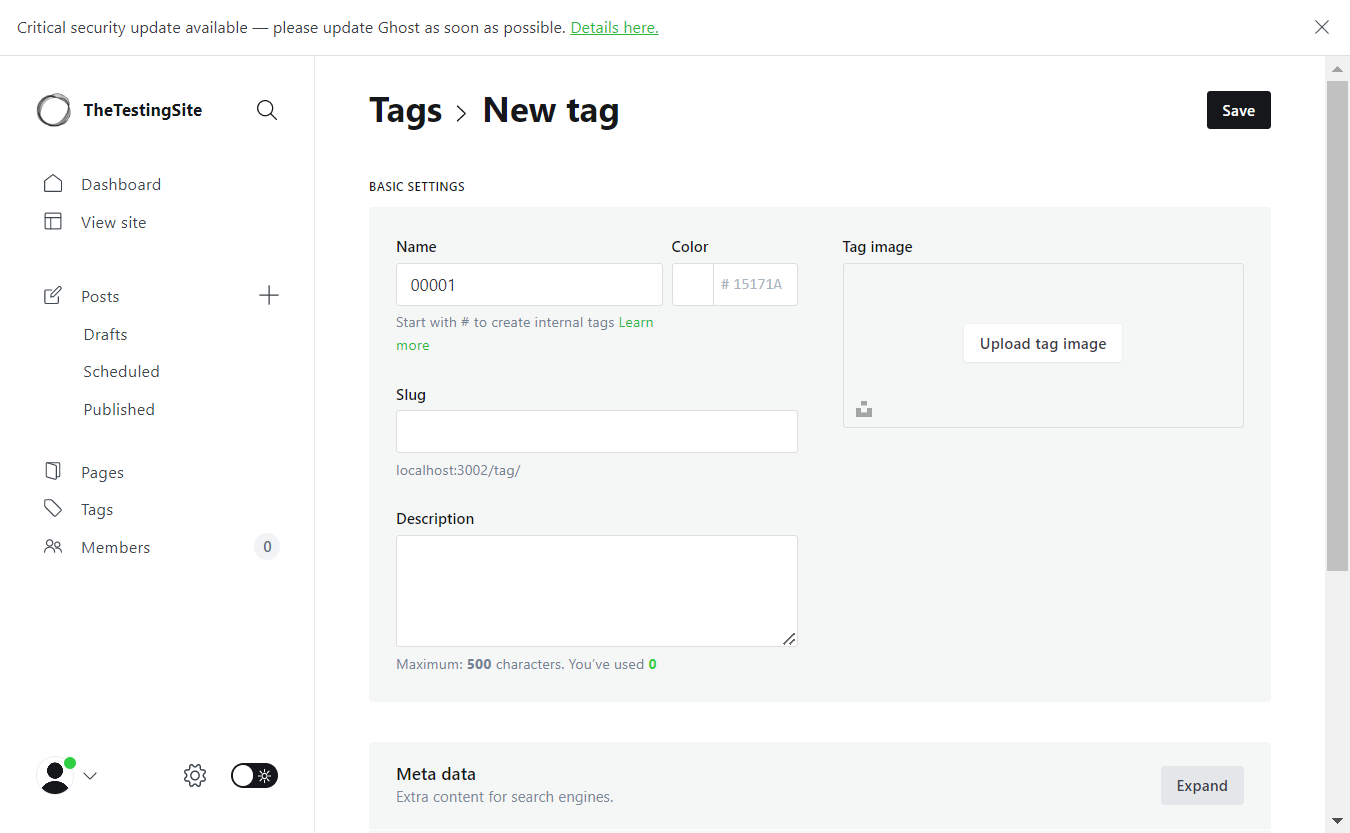 Critical security update available — please update Ghost as soon as possible. Details here.
TheTestingSite
Dashboard
View site
Posts
Drafts
Scheduled
Published
Pages
Tags
Members 0
Tags > New tag
Save
BASIC SETTINGS
Name
00001
Start with # to create internal tags Learn
more
Color
# 15171A
Slug
localhost:3002/tag/
Description
Maximum: 500 characters. You've used 0
Tag image
Upload tag image
Meta data
Extra content for search engines.
Expand